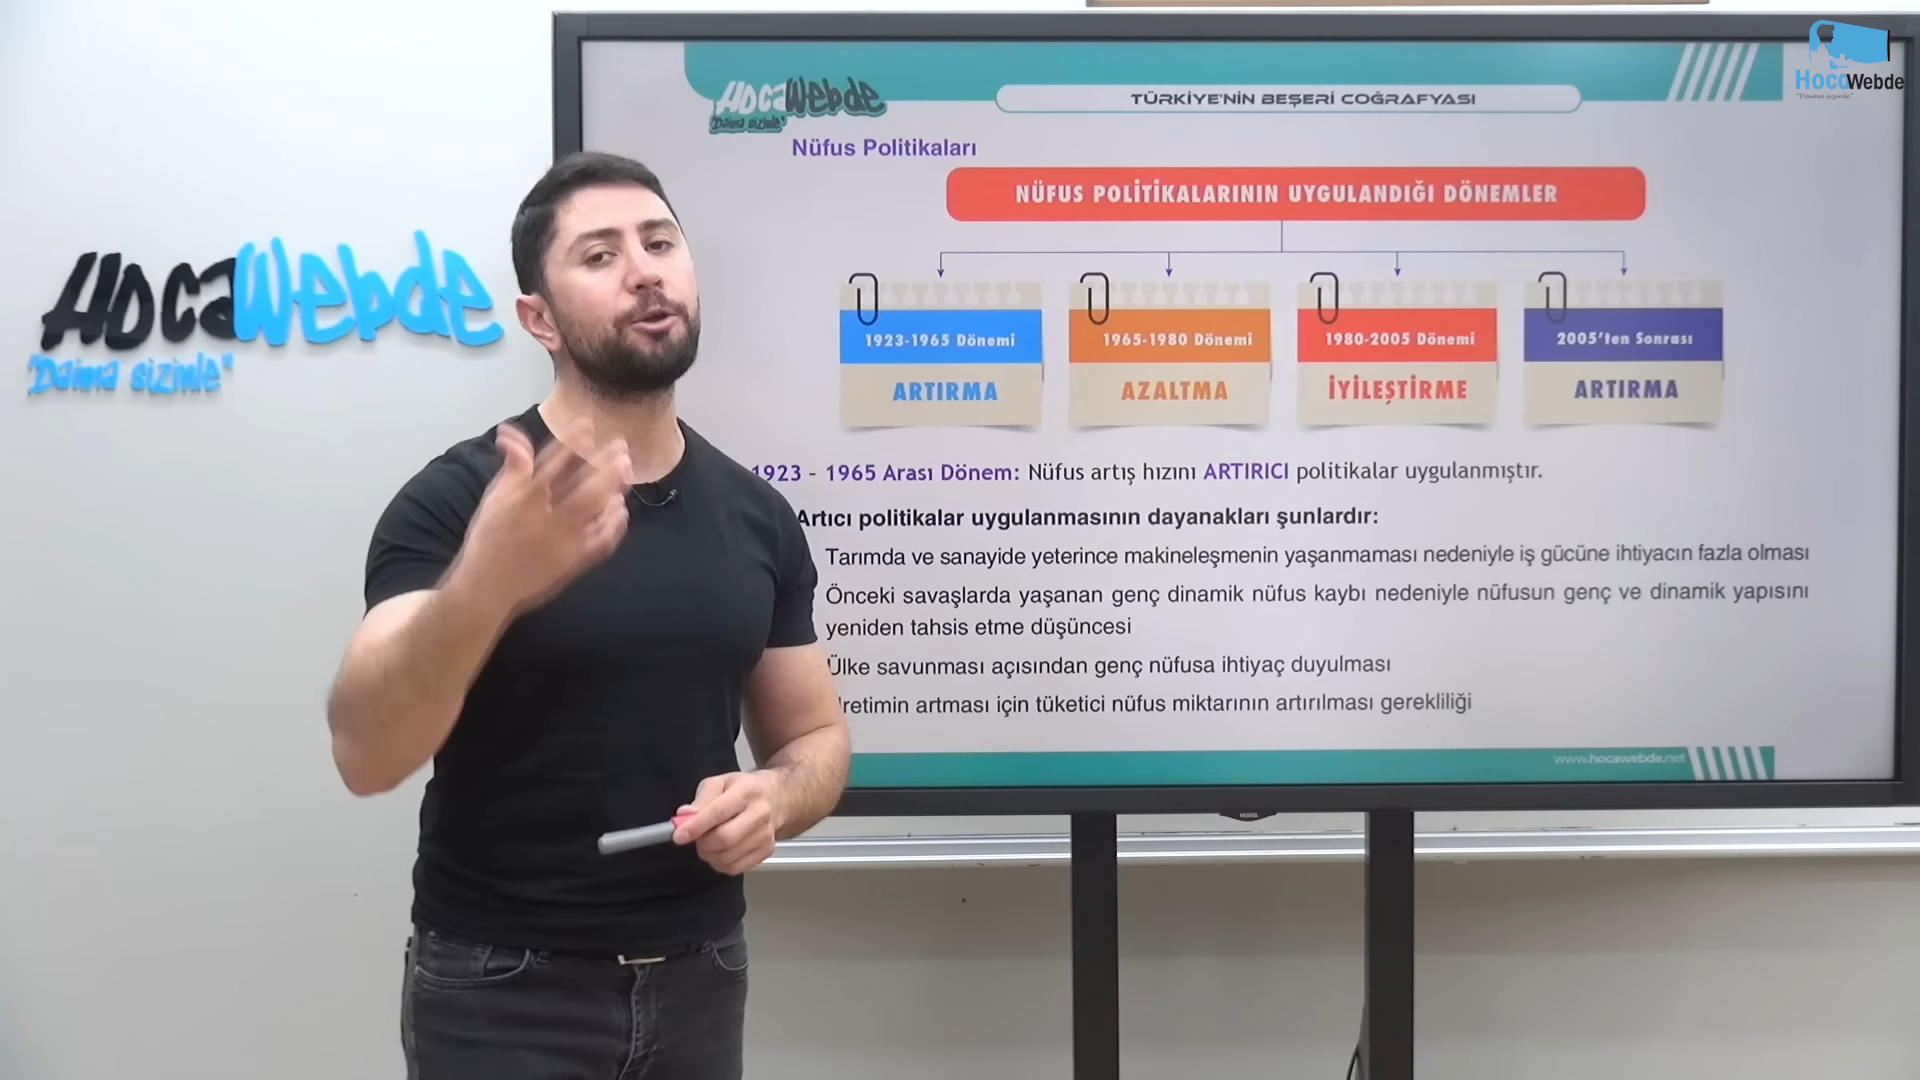 HocaWebde
"Daima sizinle"
HocaWebde
"Daima sizinle"
HocaWebde
"Daima sizinle"
TÜRKİYE'NİN BEŞERİ COĞRAFYASI
Nüfus Politikaları
NÜFUS POLİTİKALARININ UYGULANDIĞI DÖNEMLER
1923-1965 Dönemi
ARTIRMA
1965-1980 Dönemi
AZALTMA
1980-2005 Dönemi
İYİLEŞTİRME
2005'ten Sonrası
ARTIRMA
1923 - 1965 Arası Dönem: Nüfus artış hızını ARTIRICI politikalar uygulanmıştır.
Artıcı politikalar uygulanmasının dayanakları şunlardır:
Tarımda ve sanayide yeterince makineleşmenin yaşanmaması nedeniyle iş gücüne ihtiyacın fazla olması
Önceki savaşlarda yaşanan genç dinamik nüfus kaybı nedeniyle nüfusun genç ve dinamik yapısını
yeniden tahsis etme düşüncesi
Ülke savunması açısından genç nüfusa ihtiyaç duyulması
retimin artması için tüketici nüfus miktarının artırılması gerekliliği
www.hocawebde.net